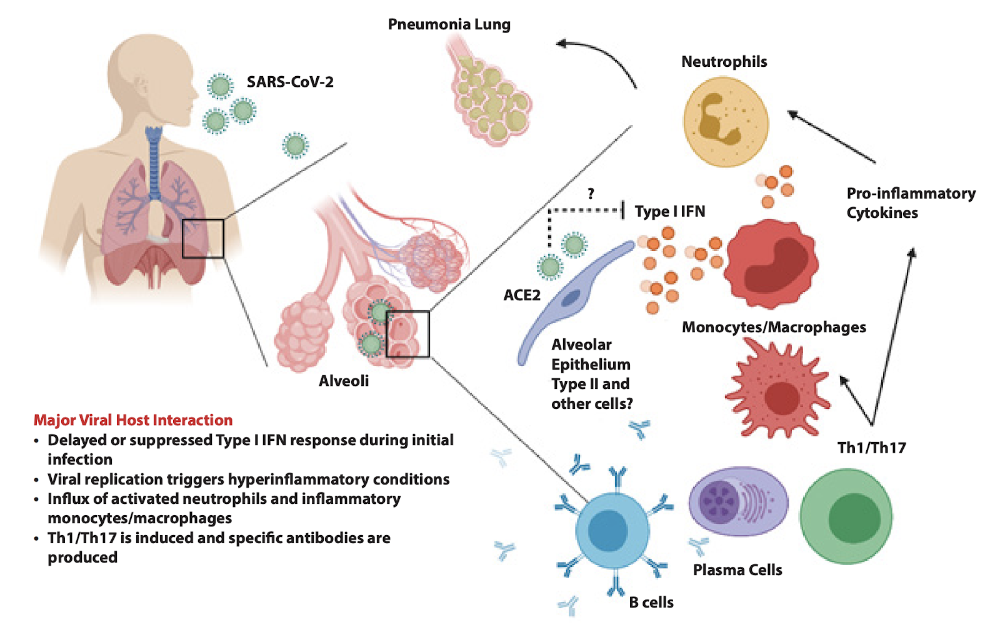 Pneumonia Lung
SARS-CoV-2
Neutrophils
Pro-inflammatory
Cytokines
?
Type I IFN
ACE2
Monocytes/Macrophages
Alveolar
Epithelium
Type II and
other cells?
Alveoli
Th1/Th17
Plasma Cells
B cells
Major Viral Host Interaction
• Delayed or suppressed Type I IFN response during initial
infection
• Viral replication triggers hyperinflammatory conditions
• Influx of activated neutrophils and inflammatory
monocytes/macrophages
• Th1/Th17 is induced and specific antibodies are
produced